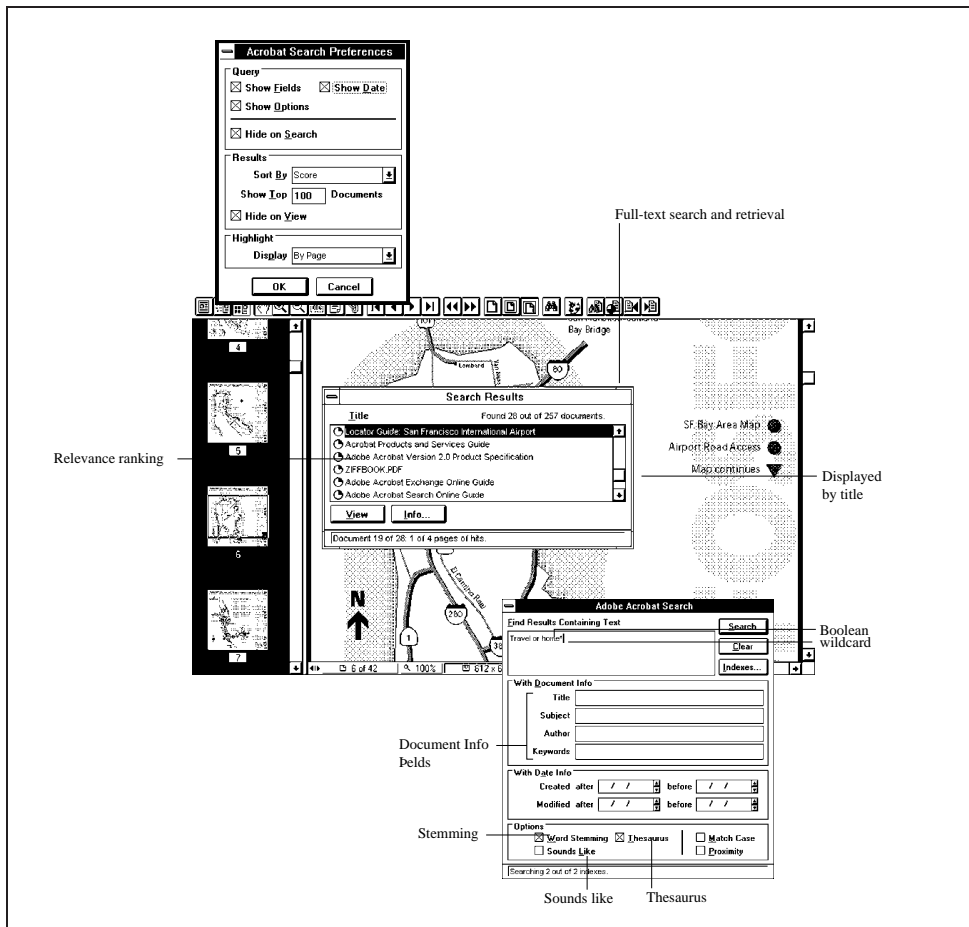 Acrobat Search Preferences
Query
Show Fields Show Date
Show Options
Hide on Search
Results
Sort By Score
Show Top 100 Documents
Hide on View
Highlight
Display By Page
OK Cancel
Full-text search and retrieval
101
Bay Bridge
Lombard
80
4
5
6
7
Search Results
Title Found 28 out of 257 documents.
Locator Guide: San Francisco International Airport
Acrobat Products and Services Guide
Adobe Acrobat Version 2.0 Product Specification
ZIFFBOOK.PDF
Adobe Acrobat Exchange Online Guide
Adobe Acrobat Search Online Guide
View Info...
Document 19 of 28: 1 of 4 pages of hits.
Relevance ranking
SF Bay Area Map
Airport Road Access
Map continues
Displayed
by title
El Camino Real
N
280
1
6 of 42 100% 612 x
Adobe Acrobat Search
Find Results Containing Text
Travel or home*
Search
Clear
Indexes...
Boolean
wildcard
With Document Info
Title
Subject
Author
Keywords
Document Info
Þelds
With Date Info
Created after / / before / /
Modified after / / before / /
Options
Word Stemming Thesaurus Match Case
Sounds Like Proximity
Searching 2 out of 2 indexes.
Stemming
Sounds like
Thesaurus